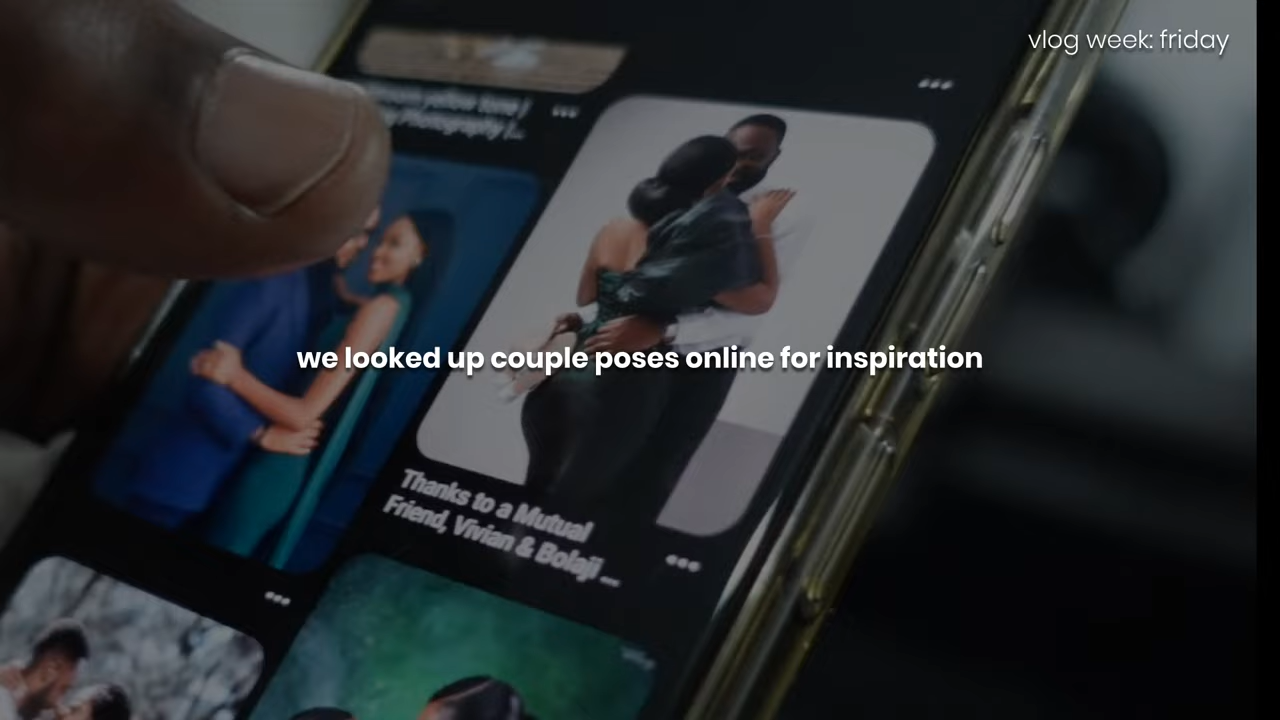 vlog week: friday
we looked up couple poses online for inspiration
Thanks to a Mutual
Friend, Vivian & Bolaji ...